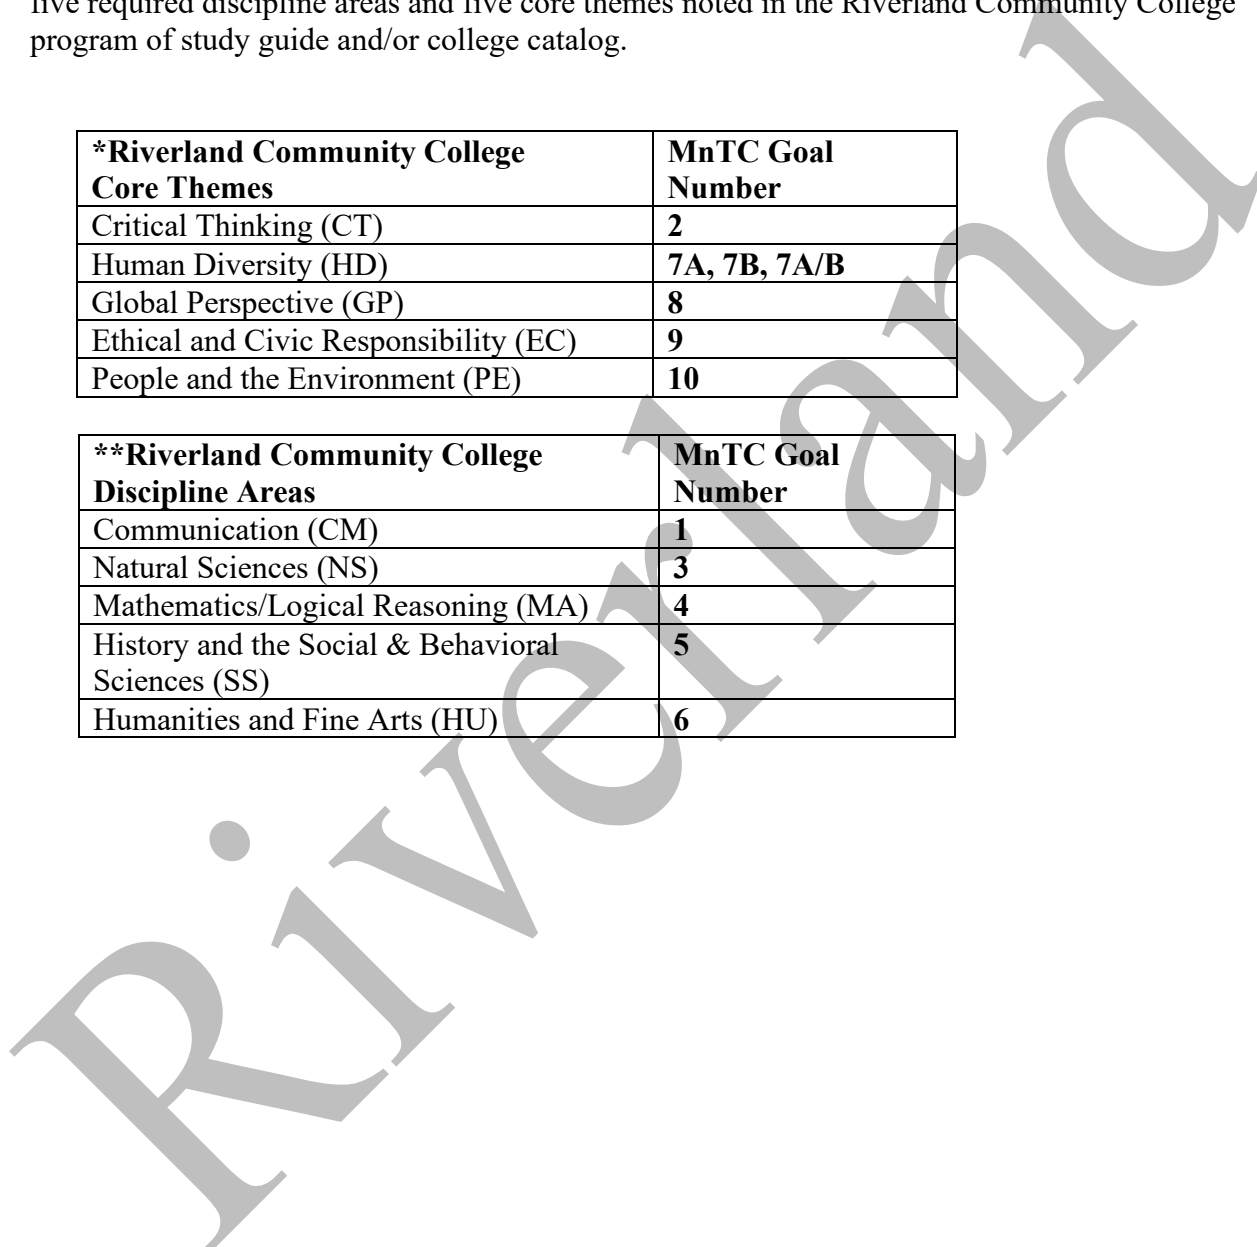 five required discipline areas and five core themes noted in the Riverland Community College
program of study guide and/or college catalog.
*Riverland Community College Core Themes
MnTC Goal Number
Critical Thinking (CT)
2
Human Diversity (HD)
7A, 7B, 7A/B
Global Perspective (GP)
8
Ethical and Civic Responsibility (EC)
9
People and the Environment (PE)
10
**Riverland Community College Discipline Areas
MnTC Goal Number
Communication (CM)
1
Natural Sciences (NS)
3
Mathematics/Logical Reasoning (MA)
4
History and the Social & Behavioral
Sciences (SS)
5
Humanities and Fine Arts (HU)
6
Riverland